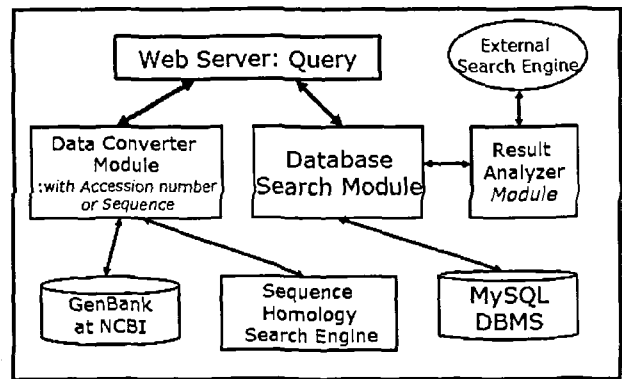 Web Server: Query
External
Search Engine
Data Converter
Module
:with Accession number
or Sequence
Database
Search Module
Result
Analyzer
Module
GenBank
at NCBI
Sequence
Homology
Search Engine
MySQL
DBMS